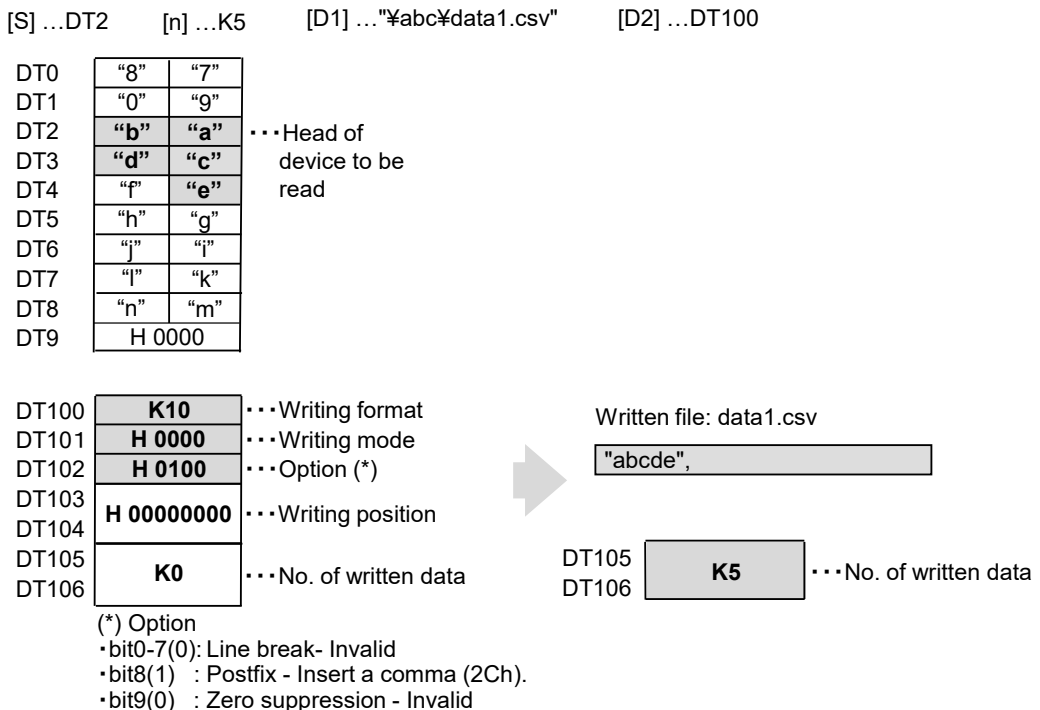 [S] …DT2 [n] …K5 [D1] …"¥abc¥data1.csv" [D2] …DT100
DT0 “8” “7”
DT1 “0” “9”
DT2 “b” “a” ･･･Head of
DT3 “d” “c” device to be
DT4 “f” “e” read
DT5 “h” “g”
DT6 “j” “i”
DT7 “l” “k”
DT8 “n” “m”
DT9 H 0000
DT100 K10 ･･･Writing format
DT101 H 0000 ･･･Writing mode
DT102 H 0100 ･･･Option (*)
DT103
DT104
H 00000000 ･･･Writing position
DT105
DT106
K0 ･･･No. of written data
(*) Option
･bit0-7(0): Line break- Invalid
･bit8(1) : Postfix - Insert a comma (2Ch).
･bit9(0) : Zero suppression - Invalid
Written file: data1.csv
"abcde",
DT105
DT106
K5 ･･･No. of written data